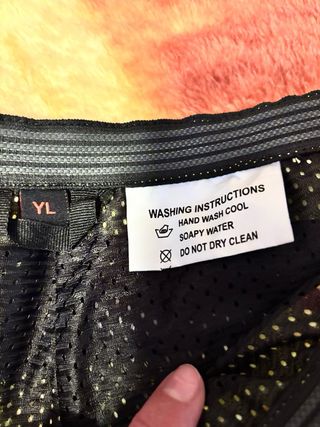 YL
WASHING INSTRUCTIONS
HAND WASH COOL
SOAPY WATER
DO NOT DRY CLEAN